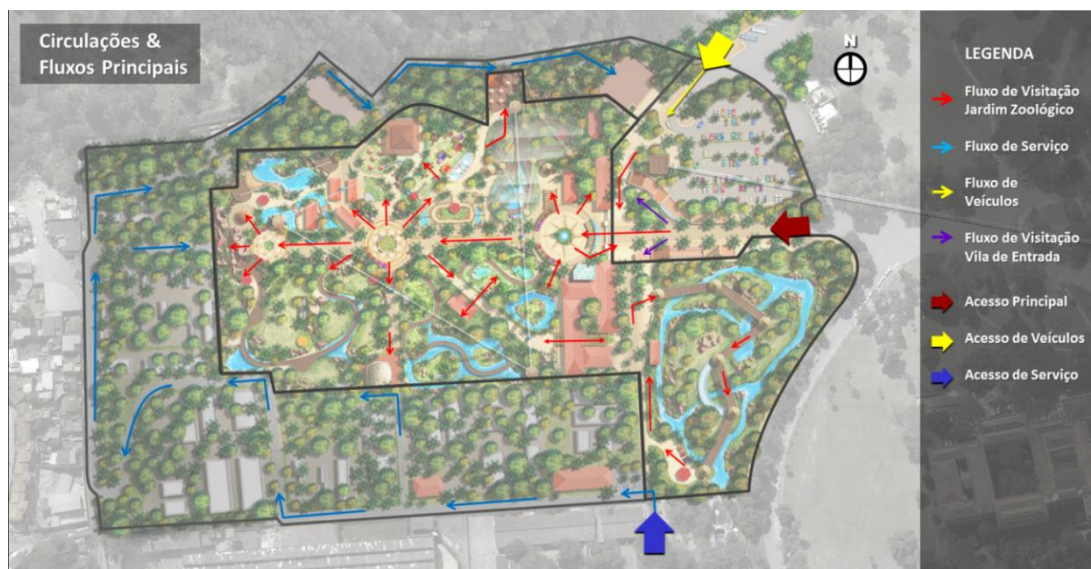 Circulações &
Fluxos Principais
N
LEGENDA
Fluxo de Visitação
Jardim Zoológico
Fluxo de Serviço
Fluxo de
Veículos
Fluxo de Visitação
Vila de Entrada
Acesso Principal
Acesso de Veículos
Acesso de Serviço